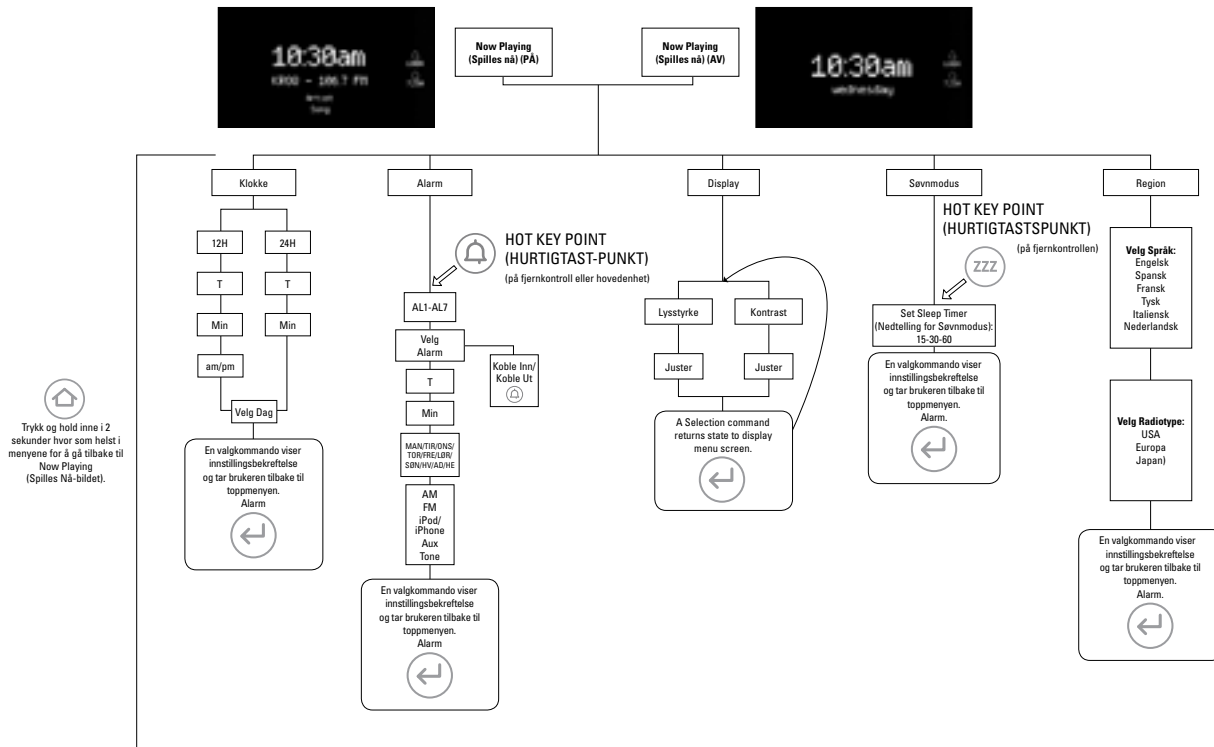 10:30am
KROQ – 106.7 FM
Artist
Song
Now Playing
(Spilles nå) (PÅ)
Now Playing
(Spilles nå) (AV)
10:30am
wednesday
Klokke
Alarm
Display
Søvnmodus
Region
12H
24H
T
T
Min
Min
am/pm
Velg Dag
En valgkommando viser
innstillingsbekreftelse
og tar brukeren tilbake til
toppmenyen.
Alarm
HOT KEY POINT
(HURTIGTAST-PUNKT)
(på fjernkontroll eller hovedenhet)
AL1-AL7
Velg
Alarm
Koble Inn/
Koble Ut
T
Min
MAN/TIR/ONS/
TOR/FRE/LØR/
SØN/HV/AD/HE
AM
FM
iPod/
iPhone
Aux
Tone
En valgkommando viser
innstillingsbekreftelse
og tar brukeren tilbake til
toppmenyen.
Alarm
Lysstyrke
Kontrast
Juster
Juster
A Selection command
returns state to display
menu screen.
HOT KEY POINT
(HURTIGTASTSPUNKT)
(på fjernkontrollen)
ZZZ
Set Sleep Timer
(Nedtelling for Søvnmodus):
15-30-60
En valgkommando viser
innstillingsbekreftelse
og tar brukeren tilbake til
toppmenyen.
Alarm.
Velg Språk:
Engelsk
Spansk
Fransk
Tysk
Italiensk
Nederlandsk
Velg Radiotype:
USA
Europa
Japan)
En valgkommando viser
innstillingsbekreftelse
og tar brukeren tilbake til
toppmenyen.
Alarm.
Trykk og hold inne i 2
sekunder hvor som helst i
menyene for å gå tilbake til
Now Playing
(Spilles Nå-bildet).